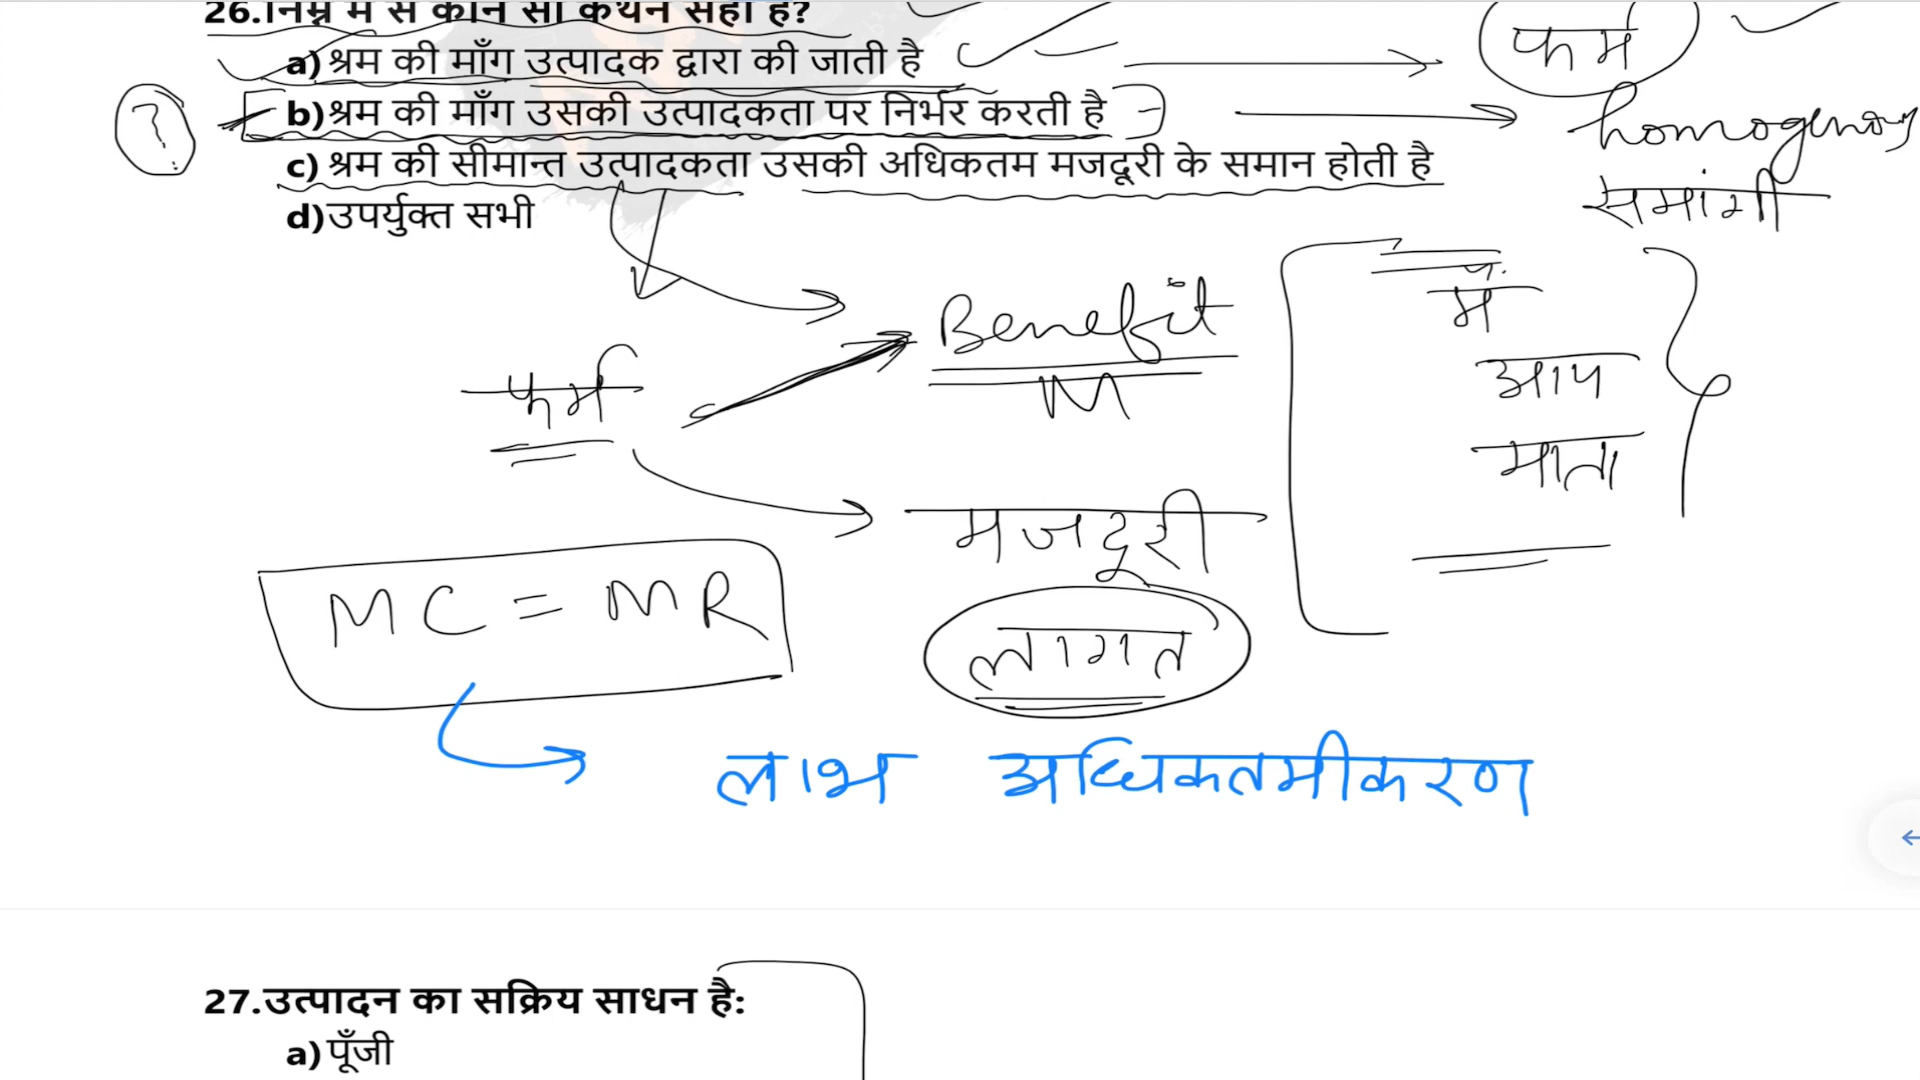 26.निम्न में से कौन सा कथन सही है?
a) श्रम की माँग उत्पादक द्वारा की जाती है
फर्म
b) श्रम की माँग उसकी उत्पादकता पर निर्भर करती है
?
homogenous
c) श्रम की सीमान्त उत्पादकता उसकी अधिकतम मजदूरी के समान होती है
समांगी
d)उपर्युक्त सभी
Benefit
M
फर्म
मजदूरी
MC = MR
लागत
लाभ अधिकतमीकरण
27.उत्पादन का सक्रिय साधन है:
a) पूँजी